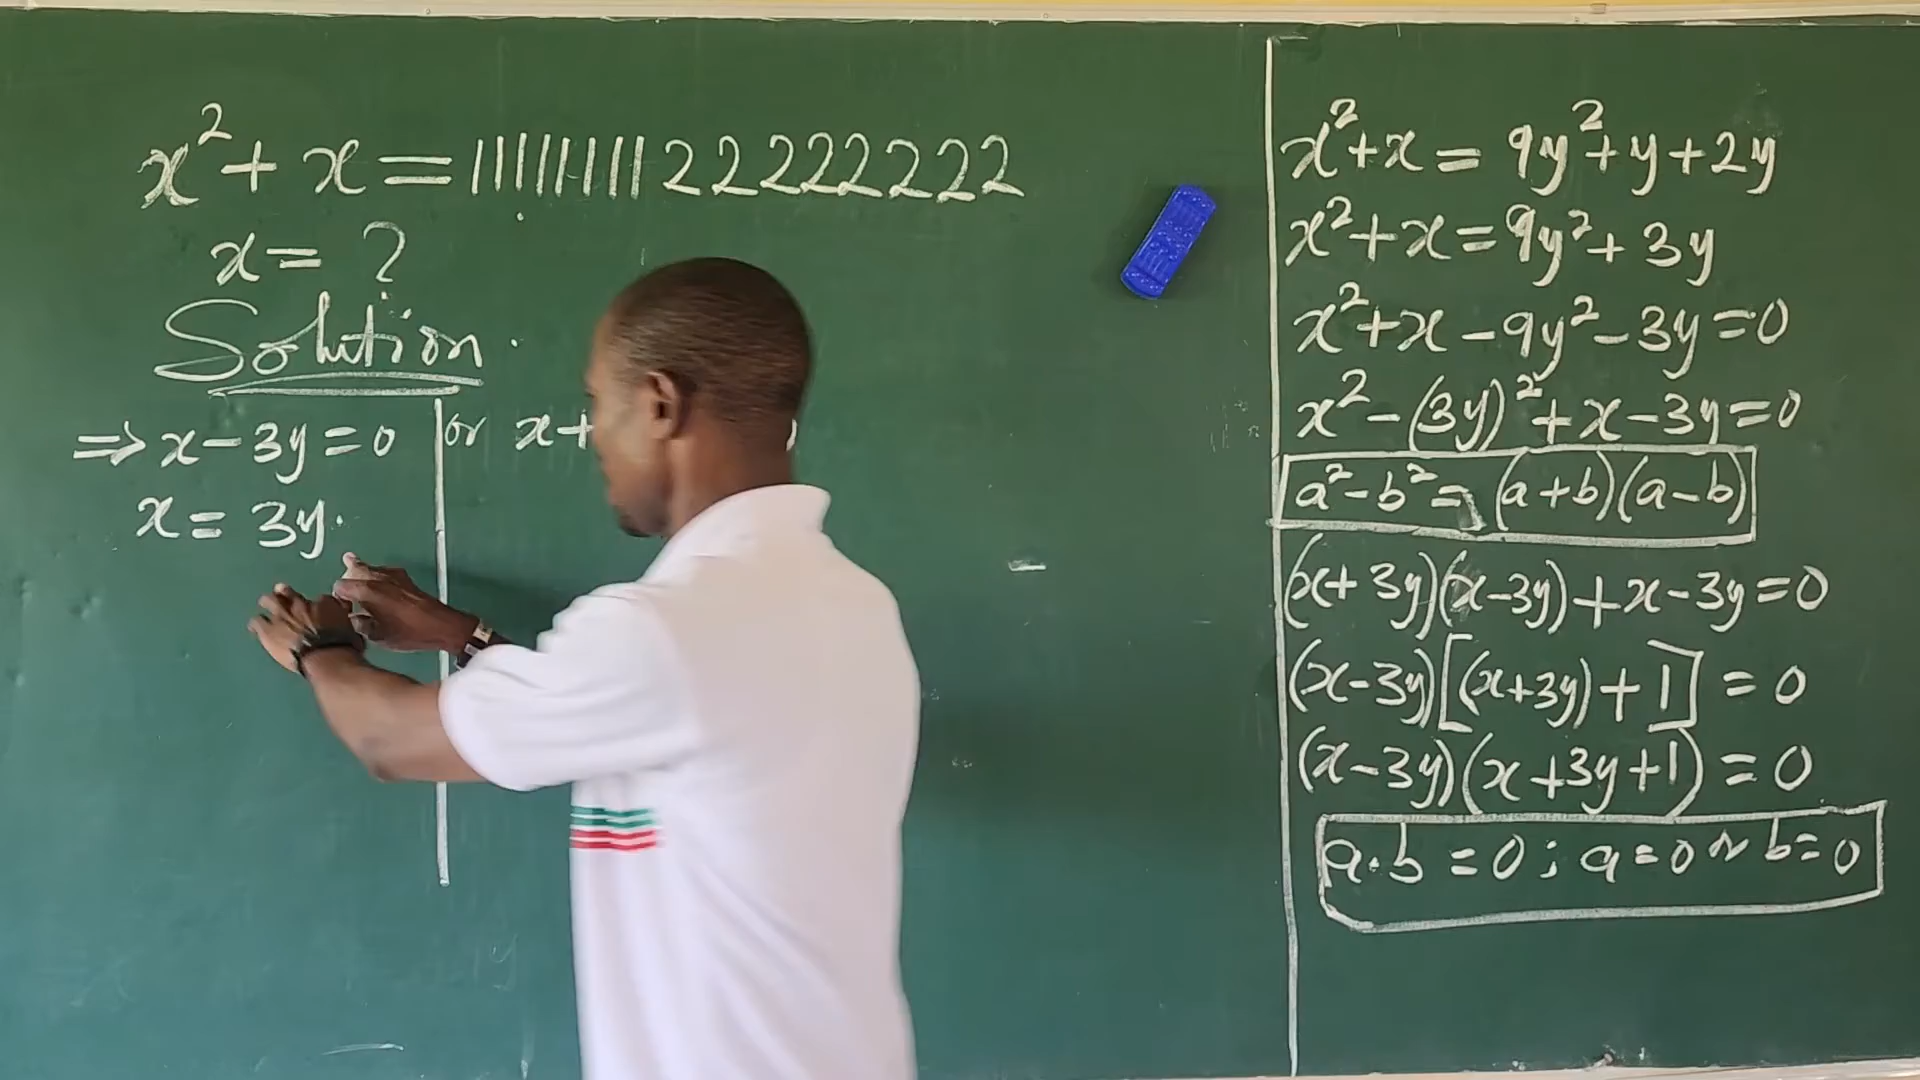 x² + x = 1111111122222222
x = ?
Solution.
⇒ x - 3y = 0 | or x +
x = 3y.
x² + x = 9y² + y + 2y
x² + x = 9y² + 3y
x² + x - 9y² - 3y = 0
x² - (3y)² + x - 3y = 0
a² - b² = (a + b)(a - b)
(x + 3y)(x - 3y) + x - 3y = 0
(x - 3y)[(x + 3y) + 1] = 0
(x - 3y)(x + 3y + 1) = 0
a·b = 0; a = 0 or b = 0